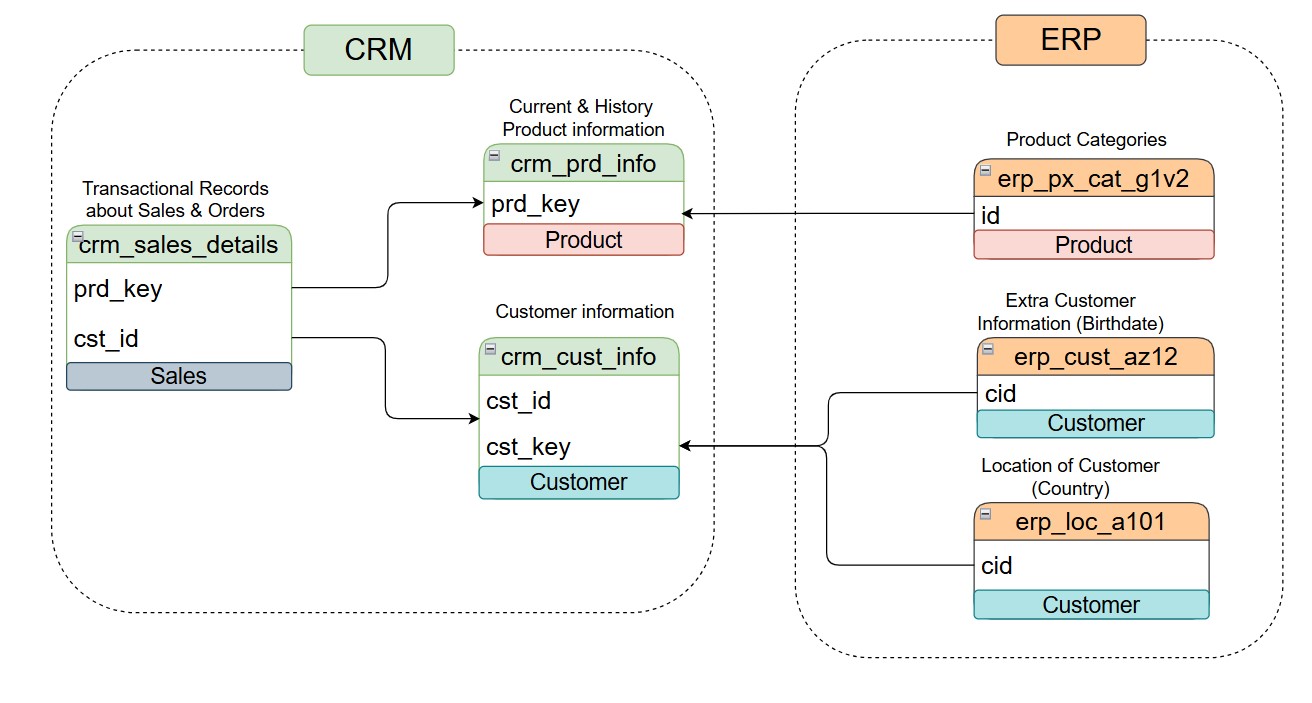 CRM
Transactional Records
about Sales & Orders
crm_sales_details
prd_key
cst_id
Sales
Current & History
Product information
crm_prd_info
prd_key
Product
Customer information
crm_cust_info
cst_id
cst_key
Customer
ERP
Product Categories
erp_px_cat_g1v2
id
Product
Extra Customer
Information (Birthdate)
erp_cust_az12
cid
Customer
Location of Customer
(Country)
erp_loc_a101
cid
Customer